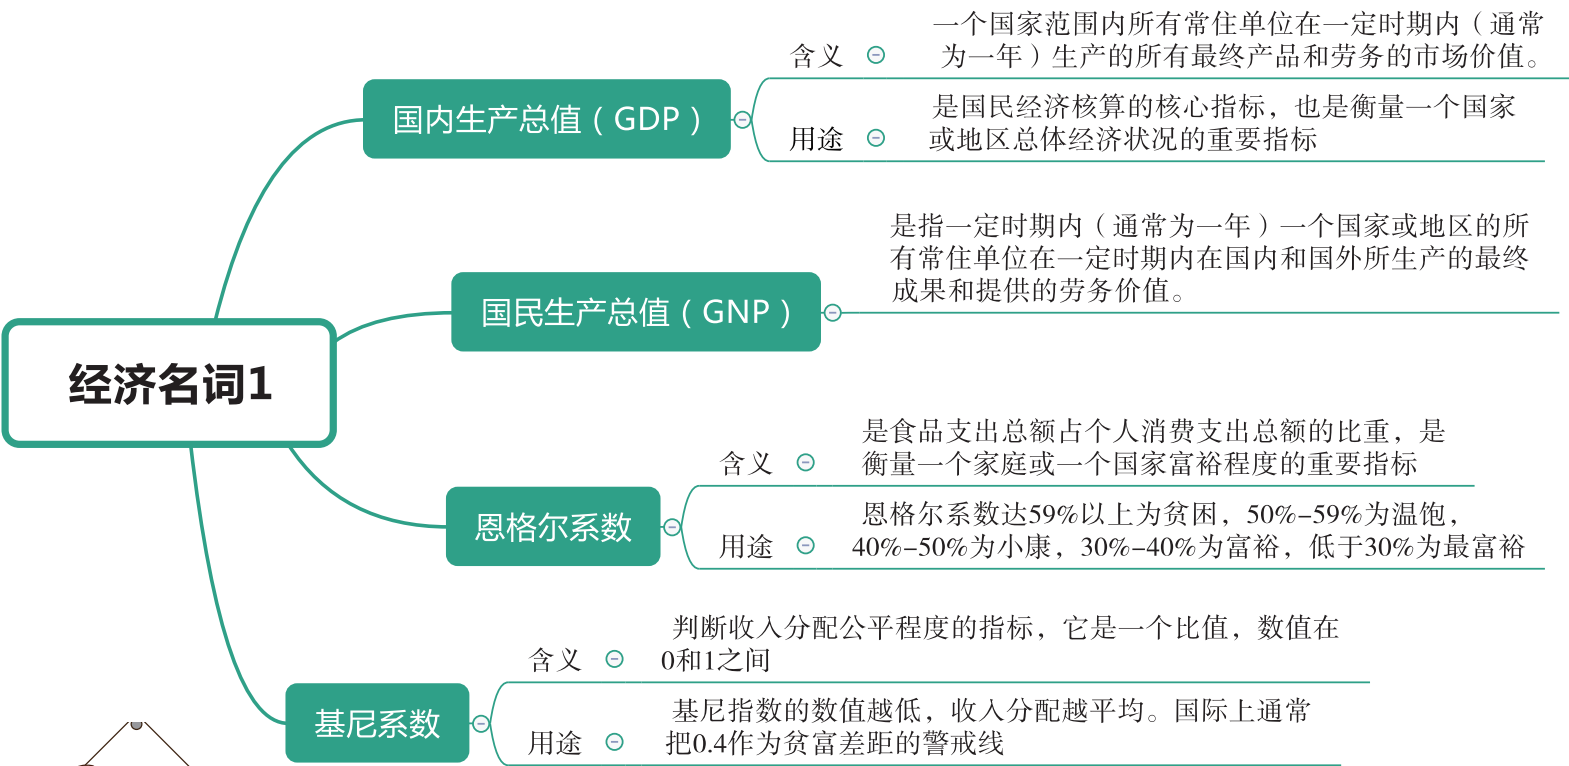 经济名词1
国内生产总值（GDP）
含义
一个国家范围内所有常住单位在一定时期内（通常
为一年）生产的所有最终产品和劳务的市场价值。
用途
是国民经济核算的核心指标，也是衡量一个国家
或地区总体经济状况的重要指标
国民生产总值（GNP）
是指一定时期内（通常为一年）一个国家或地区的所
有常住单位在一定时期内在国内和国外所生产的最终
成果和提供的劳务价值。
恩格尔系数
含义
是食品支出总额占个人消费支出总额的比重，是
衡量一个家庭或一个国家富裕程度的重要指标
用途
恩格尔系数达59%以上为贫困，50%-59%为温饱，
40%-50%为小康，30%-40%为富裕，低于30%为最富裕
基尼系数
含义
判断收入分配公平程度的指标，它是一个比值，数值在
0和1之间
用途
基尼指数的数值越低，收入分配越平均。国际上通常
把0.4作为贫富差距的警戒线